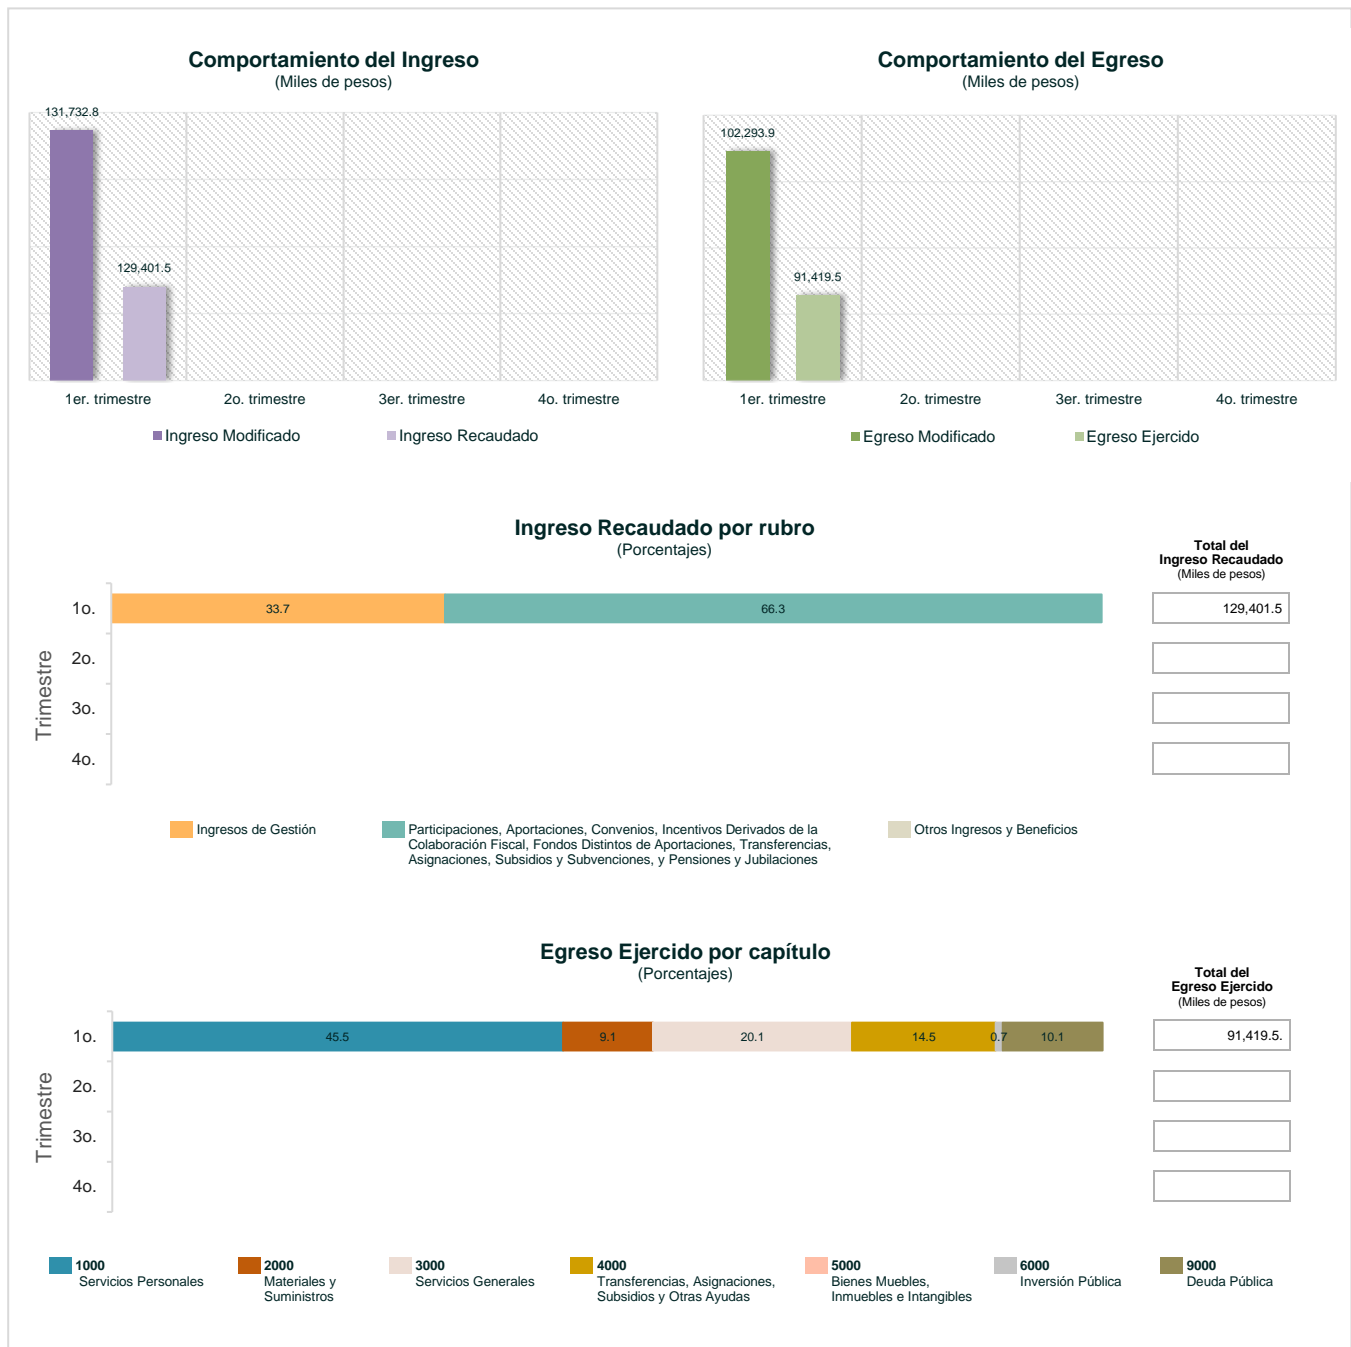 Comportamiento del Ingreso
(Miles de pesos)
131,732.8
129,401.5
1er. trimestre
2o. trimestre
3er. trimestre
4o. trimestre
Ingreso Modificado
Ingreso Recaudado
Comportamiento del Egreso
(Miles de pesos)
102,293.9
91,419.5
1er. trimestre
2o. trimestre
3er. trimestre
4o. trimestre
Egreso Modificado
Egreso Ejercido
Ingreso Recaudado por rubro
(Porcentajes)
Total del
Ingreso Recaudado
(Miles de pesos)
Trimestre
1o.
33.7
66.3
129,401.5
2o.
3o.
4o.
Ingresos de Gestión
Participaciones, Aportaciones, Convenios, Incentivos Derivados de la
Colaboración Fiscal, Fondos Distintos de Aportaciones, Transferencias,
Asignaciones, Subsidios y Subvenciones, y Pensiones y Jubilaciones
Otros Ingresos y Beneficios
Egreso Ejercido por capítulo
(Porcentajes)
Total del
Egreso Ejercido
(Miles de pesos)
Trimestre
1o.
45.5
9.1
20.1
14.5
0.7
10.1
91,419.5.
2o.
3o.
4o.
1000
Servicios Personales
2000
Materiales y
Suministros
3000
Servicios Generales
4000
Transferencias, Asignaciones,
Subsidios y Otras Ayudas
5000
Bienes Muebles,
Inmuebles e Intangibles
6000
Inversión Pública
9000
Deuda Pública